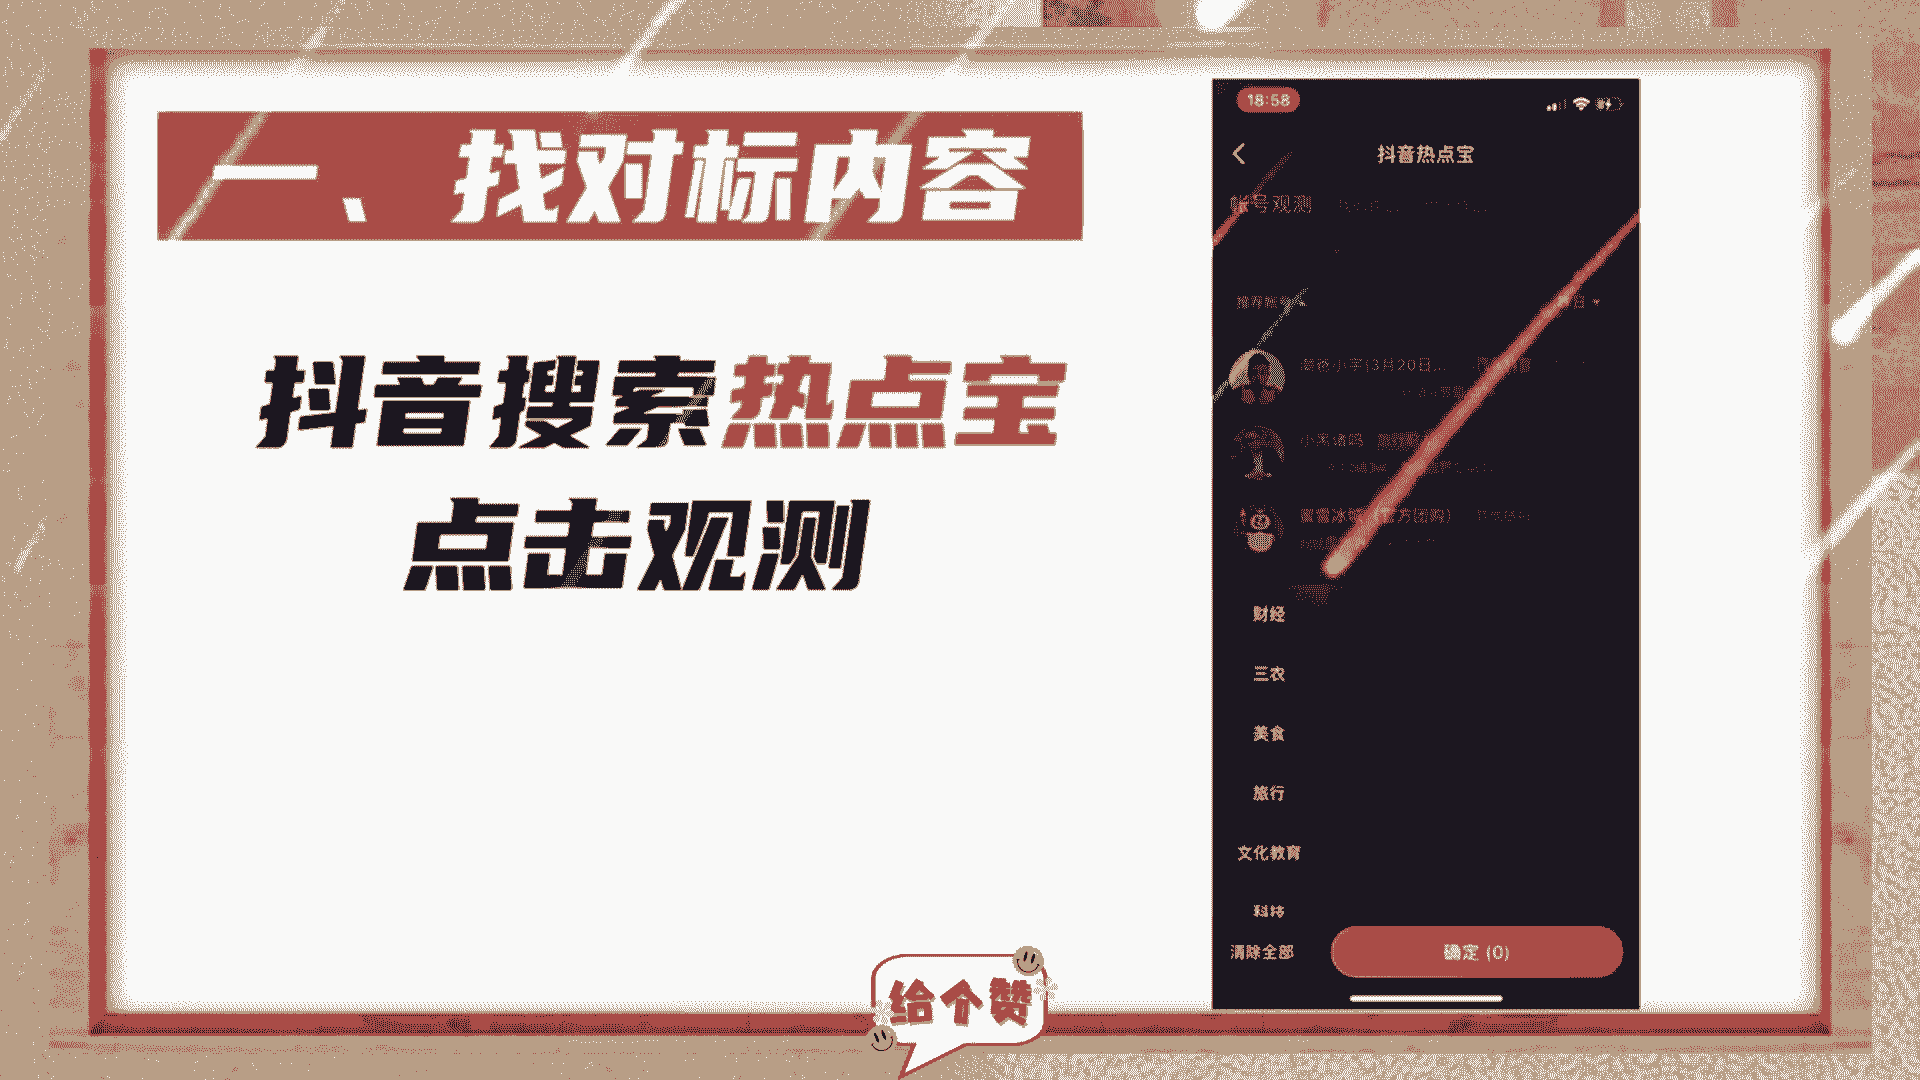 一、找对标内容
抖音搜索热点宝
点击观测
18:58
抖音热点宝
帐号观测
财经
三农
美食
旅行
文化教育
科技
清除全部
确定 (0)
给个赞